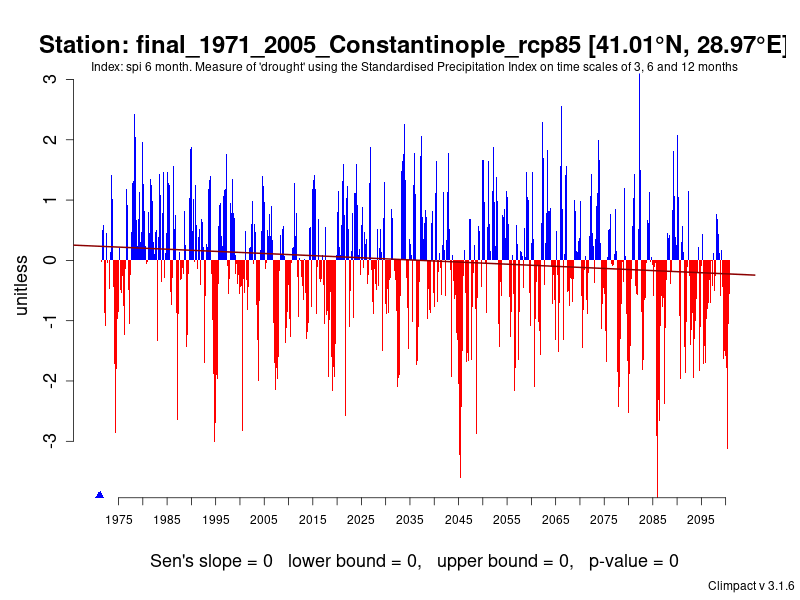 Station: final_1971_2005_Constantinople_rcp85 [41.01°N, 28.97°E]
Index: spi 6 month. Measure of 'drought' using the Standardised Precipitation Index on time scales of 3, 6 and 12 months
3
2
1
0
-1
-2
-3
unitless
1975 1985 1995 2005 2015 2025 2035 2045 2055 2065 2075 2085 2095
Sen's slope = 0 lower bound = 0, upper bound = 0, p-value = 0
Climpact v 3.1.6